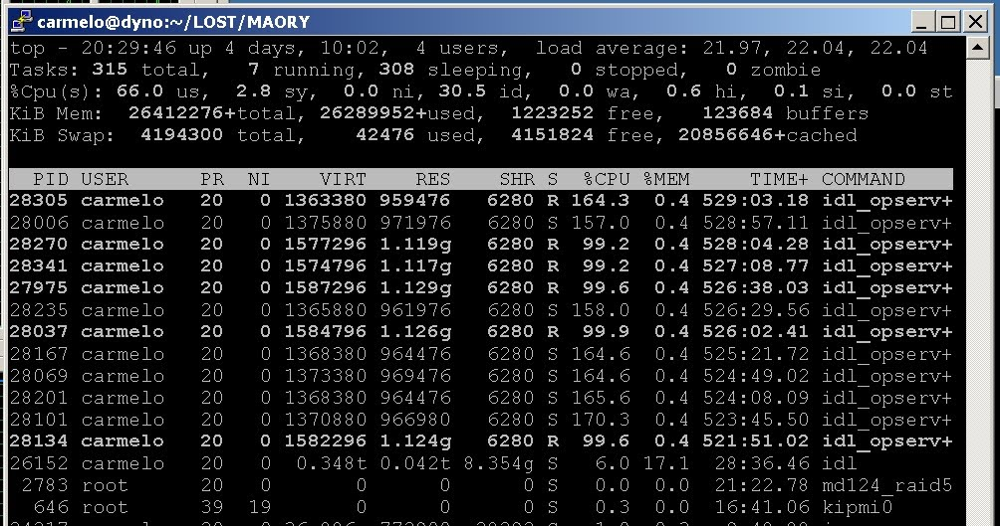 carmelo@dyno:~/LOST/MAORY
top - 20:29:46 up 4 days, 10:02, 4 users, load average: 21.97, 22.04, 22.04
Tasks: 315 total, 7 running, 308 sleeping, 0 stopped, 0 zombie
%Cpu(s): 66.0 us, 2.8 sy, 0.0 ni, 30.5 id, 0.0 wa, 0.6 hi, 0.1 si, 0.0 st
KiB Mem: 26412276+total, 26289952+used, 1223252 free, 123684 buffers
KiB Swap: 4194300 total, 42476 used, 4151824 free, 20856646+cached
PID USER PR NI VIRT RES SHR S %CPU %MEM TIME+ COMMAND
28305 carmelo 20 0 1363380 959476 6280 R 164.3 0.4 529:03.18 idl_opserv+
28006 carmelo 20 0 1375880 971976 6280 S 157.0 0.4 528:57.11 idl_opserv+
28270 carmelo 20 0 1577296 1.119g 6280 R 99.2 0.4 528:04.28 idl_opserv+
28341 carmelo 20 0 1574796 1.117g 6280 R 99.2 0.4 527:08.77 idl_opserv+
27975 carmelo 20 0 1587296 1.129g 6280 R 99.6 0.4 526:38.03 idl_opserv+
28235 carmelo 20 0 1365880 961976 6280 S 158.0 0.4 526:29.56 idl_opserv+
28037 carmelo 20 0 1584796 1.126g 6280 R 99.9 0.4 526:02.41 idl_opserv+
28167 carmelo 20 0 1368380 964476 6280 S 164.6 0.4 525:21.72 idl_opserv+
28069 carmelo 20 0 1373380 969476 6280 S 164.6 0.4 524:49.02 idl_opserv+
28201 carmelo 20 0 1368380 964476 6280 S 165.6 0.4 524:08.09 idl_opserv+
28101 carmelo 20 0 1370880 966980 6280 S 170.3 0.4 523:45.50 idl_opserv+
28134 carmelo 20 0 1582296 1.124g 6280 R 99.6 0.4 521:51.02 idl_opserv+
26152 carmelo 20 0 0.348t 0.042t 8.354g S 6.0 17.1 28:36.46 idl
2783 root 20 0 0 0 0 S 0.0 0.0 21:22.78 md124_raid5
646 root 39 19 0 0 0 S 0.3 0.0 16:41.06 kipmi0